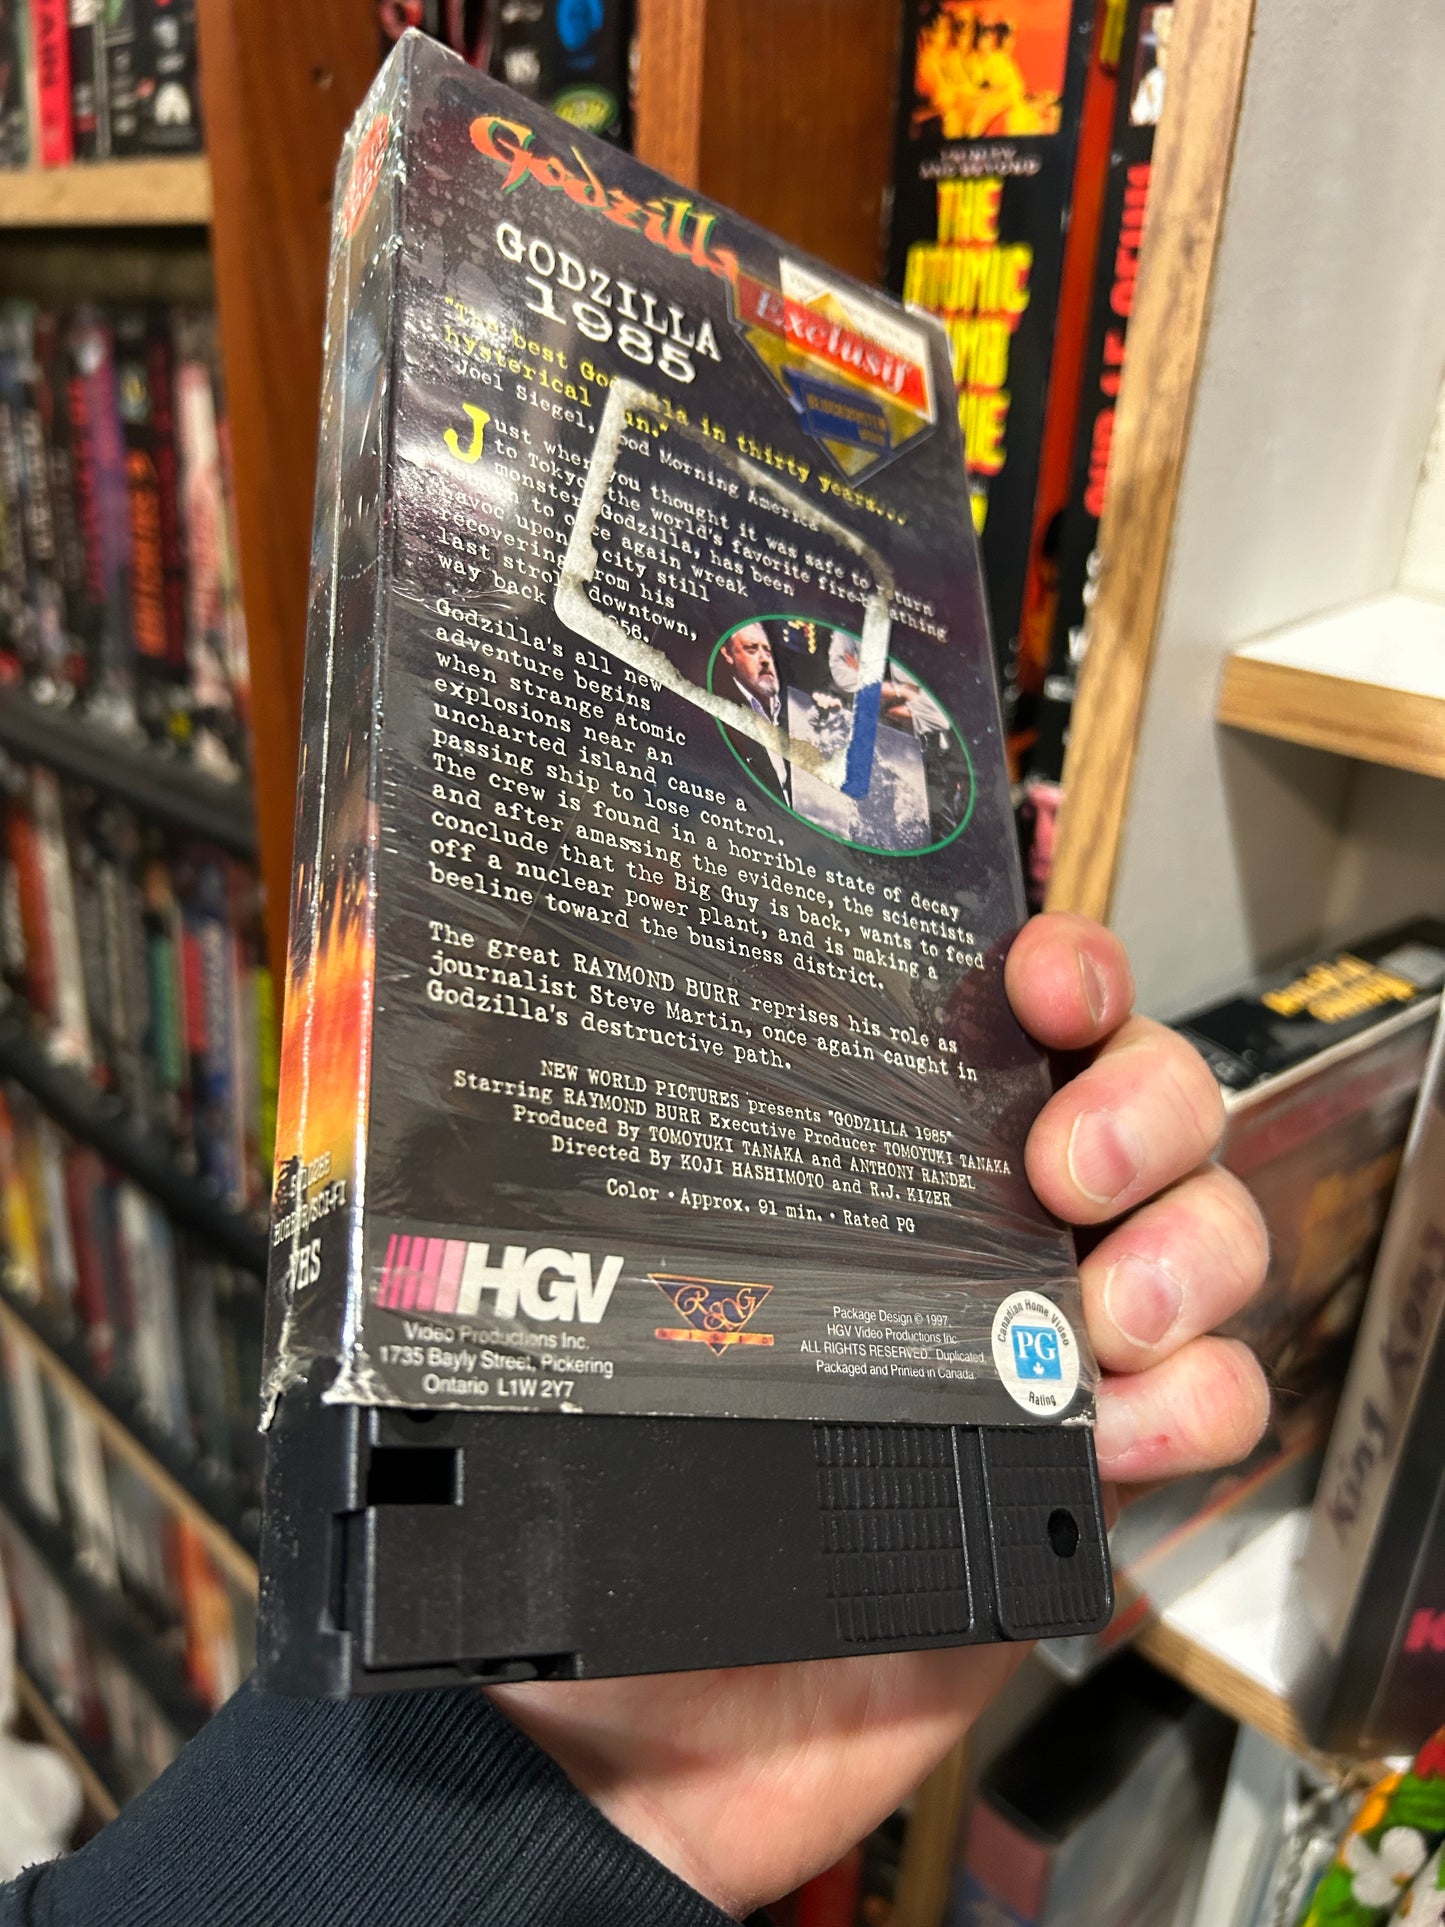 Godzilla
GODZILLA
1985
Exclusif
BLOCKBUSTER
"The best Godzilla in thirty years...
hysterical fun."
Joel Siegel, Good Morning America
Just when you thought it was safe to return
to Tokyo, the world's favorite fire-breathing
monster, Godzilla, has been
to once again wreak
havoc upon city still
recovering from his
last stroll downtown,
way back 1956.
Godzilla's all new
adventure begins
when strange atomic
explosions near an
uncharted island cause a
passing ship to lose control.
The crew is found in a horrible state of decay
and after amassing the evidence, the scientists
conclude that the Big Guy is back, wants to feed
off a nuclear power plant, and is making a
beeline toward the business district.
The great RAYMOND BURR reprises his role as
journalist Steve Martin, once again caught in
Godzilla's destructive path.
NEW WORLD PICTURES presents "GODZILLA 1985"
Starring RAYMOND BURR Executive Producer TOMOYUKI TANAKA
Produced By TOMOYUKI TANAKA and ANTHONY RANDEL
Directed By KOJI HASHIMOTO and R.J. KIZER
Color • Approx. 91 min. • Rated PG
HGV
Video Productions Inc.
1735 Bayly Street, Pickering
Ontario L1W 2Y7
R&G
VIDEO
Package Design © 1997,
HGV Video Productions Inc.
ALL RIGHTS RESERVED. Duplicated,
Packaged and Printed in Canada.
Canadian Home Video
PG
Rating
HORROR/SCI-FI
VHS
AND BEYOND
THE
ATOMIC
King